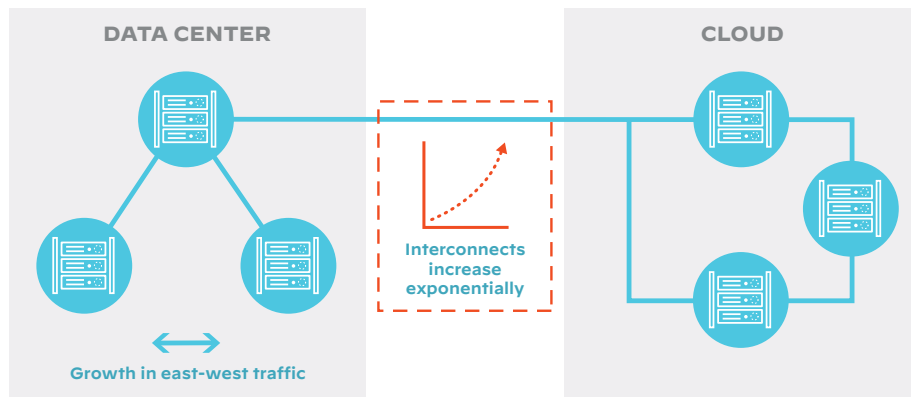 DATA CENTER
CLOUD
Interconnects
increase
exponentially
Growth in east-west traffic